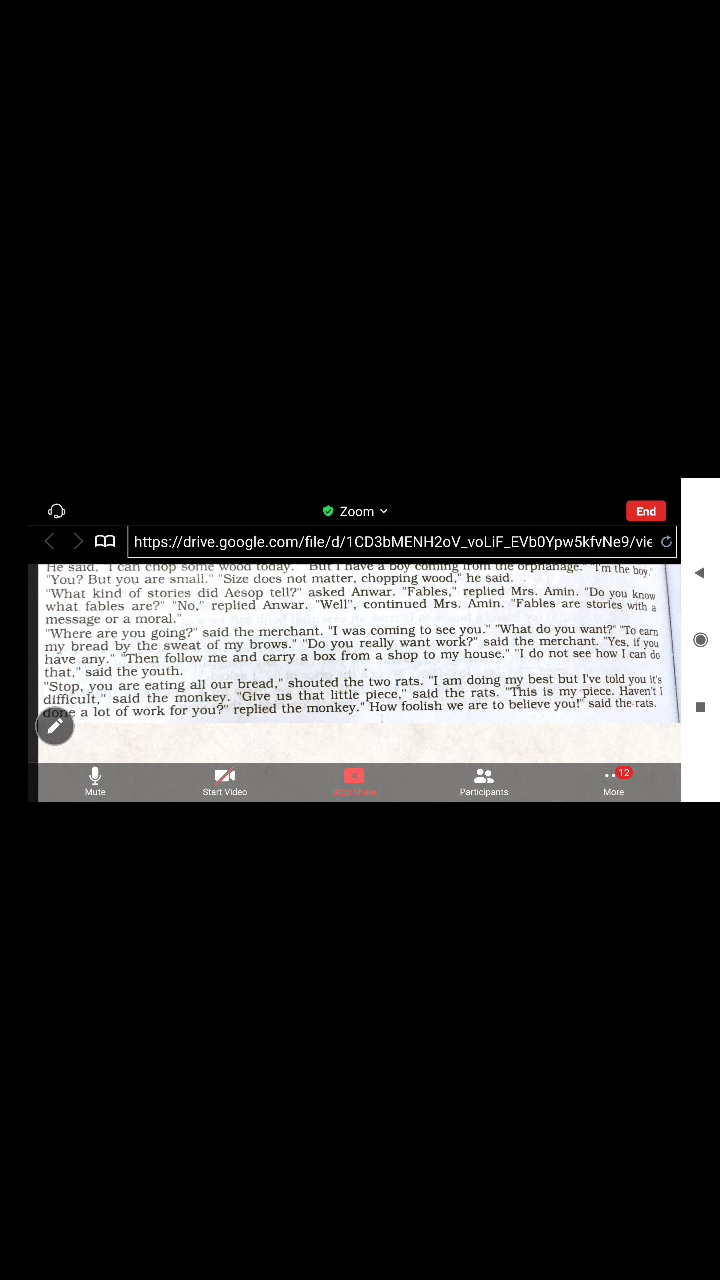 Zoom
End
https://drive.google.com/file/d/1CD3bMENH2oV_voLiF_EVb0Ypw5kfvNe9/vie
He said, "I can chop some wood today." "But I have a boy coming from the orphanage." "I'm the boy."
"You? But you are small." "Size does not matter, chopping wood," he said.
"What kind of stories did Aesop tell?" asked Anwar. "Fables," replied Mrs. Amin. "Do you know
what fables are?" "No," replied Anwar. "Well", continued Mrs. Amin. "Fables are stories with a
message or a moral."
"Where are you going?" said the merchant. "I was coming to see you." "What do you want?" "To earn
my bread by the sweat of my brows." "Do you really want work?" said the merchant. "Yes, if you
have any." "Then follow me and carry a box from a shop to my house." "I do not see how I can do
that," said the youth.
"Stop, you are eating all our bread," shouted the two rats. "I am doing my best but I've told you it's
difficult," said the monkey. "Give us that little piece," said the rats. "This is my piece. Haven't I
done a lot of work for you?" replied the monkey." How foolish we are to believe you!" said the rats.
Mute
Start Video
Stop Share
Participants
12
More